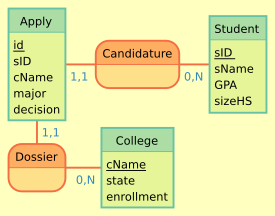 Apply
id
sID
cName
major
decision
1,1
Candidature
0,N
Student
sID
sName
GPA
sizeHS
1,1
Dossier
0,N
College
cName
state
enrollment